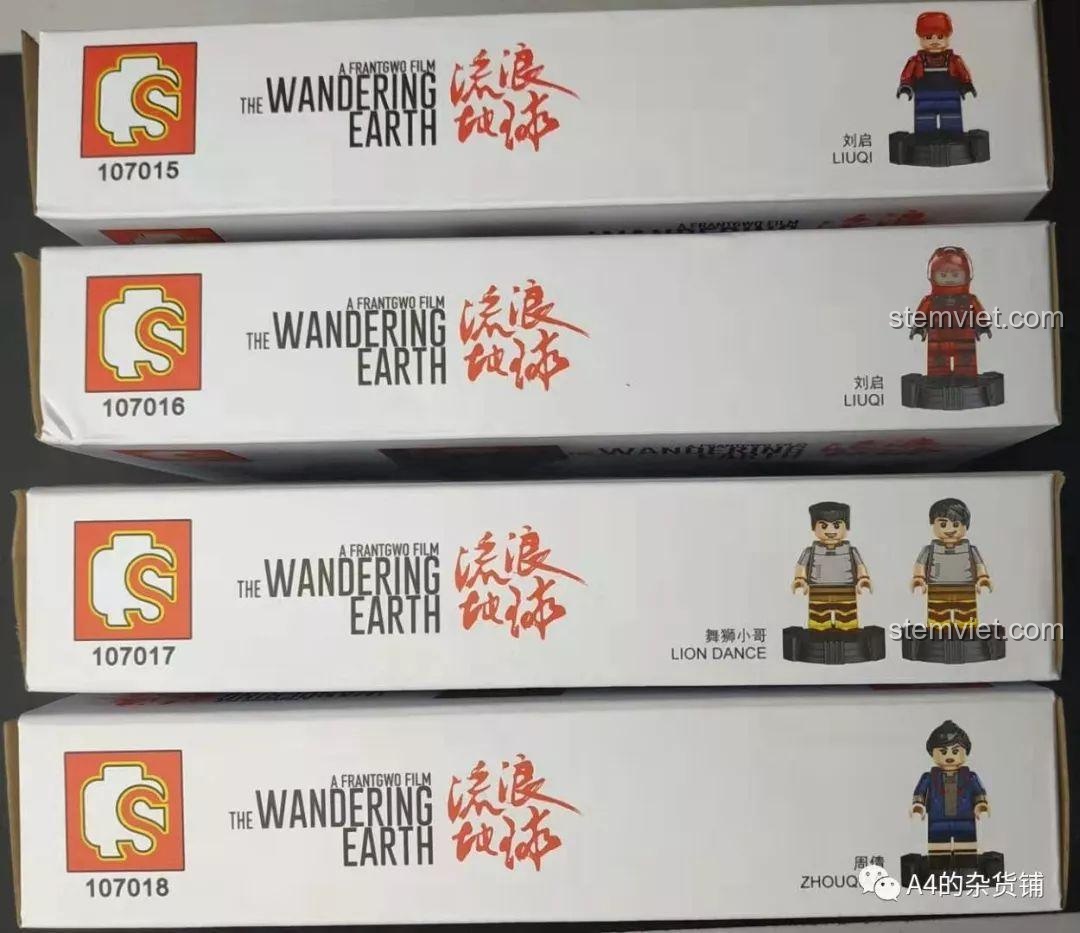 A FRANTGWO FILM
THE WANDERING
EARTH
流浪
地球
107015
刘启
LIUQI
A FRANTGWO FILM
THE WANDERING
EARTH
流浪
地球
107016
stemviet.com
刘启
LIUQI
WANDERING
A FRANTGWO FILM
THE WANDERING
EARTH
流浪
地球
107017
舞狮小哥
LION DANCE
stemviet.com
A FRANTGWO FILM
THE WANDERING
EARTH
流浪
地球
107018
周倩
ZHOUQ
A4的杂货铺